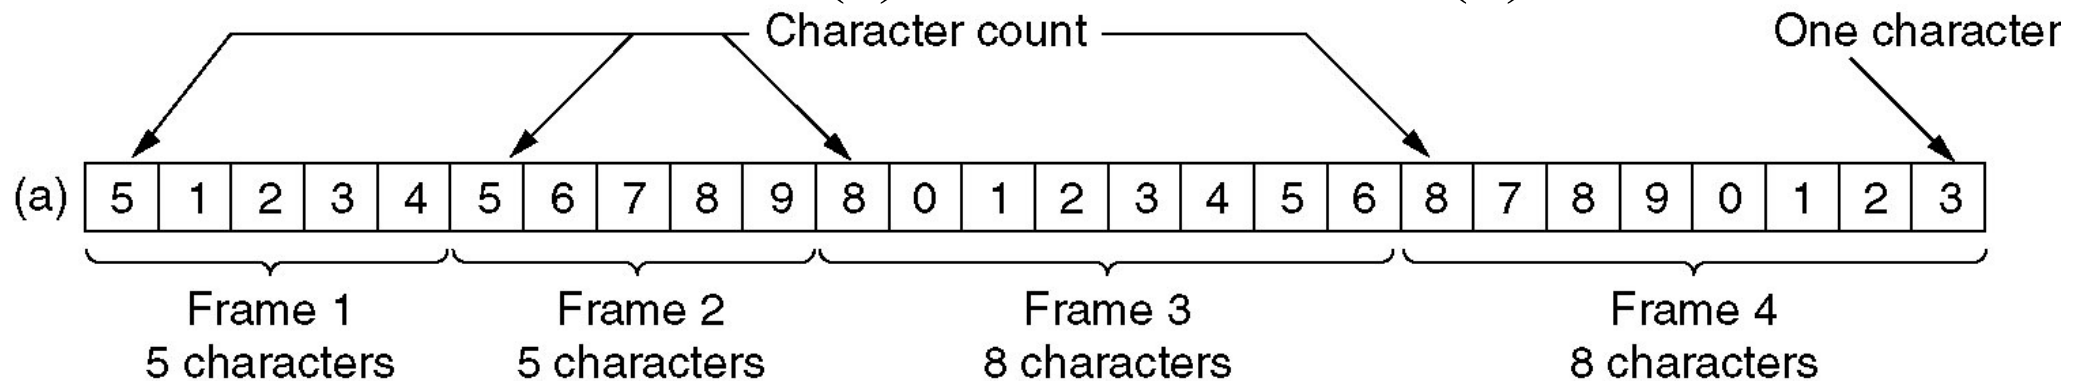 Character count
One character
(a) 5 1 2 3 4 5 6 7 8 9 8 0 1 2 3 4 5 6 8 7 8 9 0 1 2 3
Frame 1 Frame 2 Frame 3 Frame 4
5 characters 5 characters 8 characters 8 characters